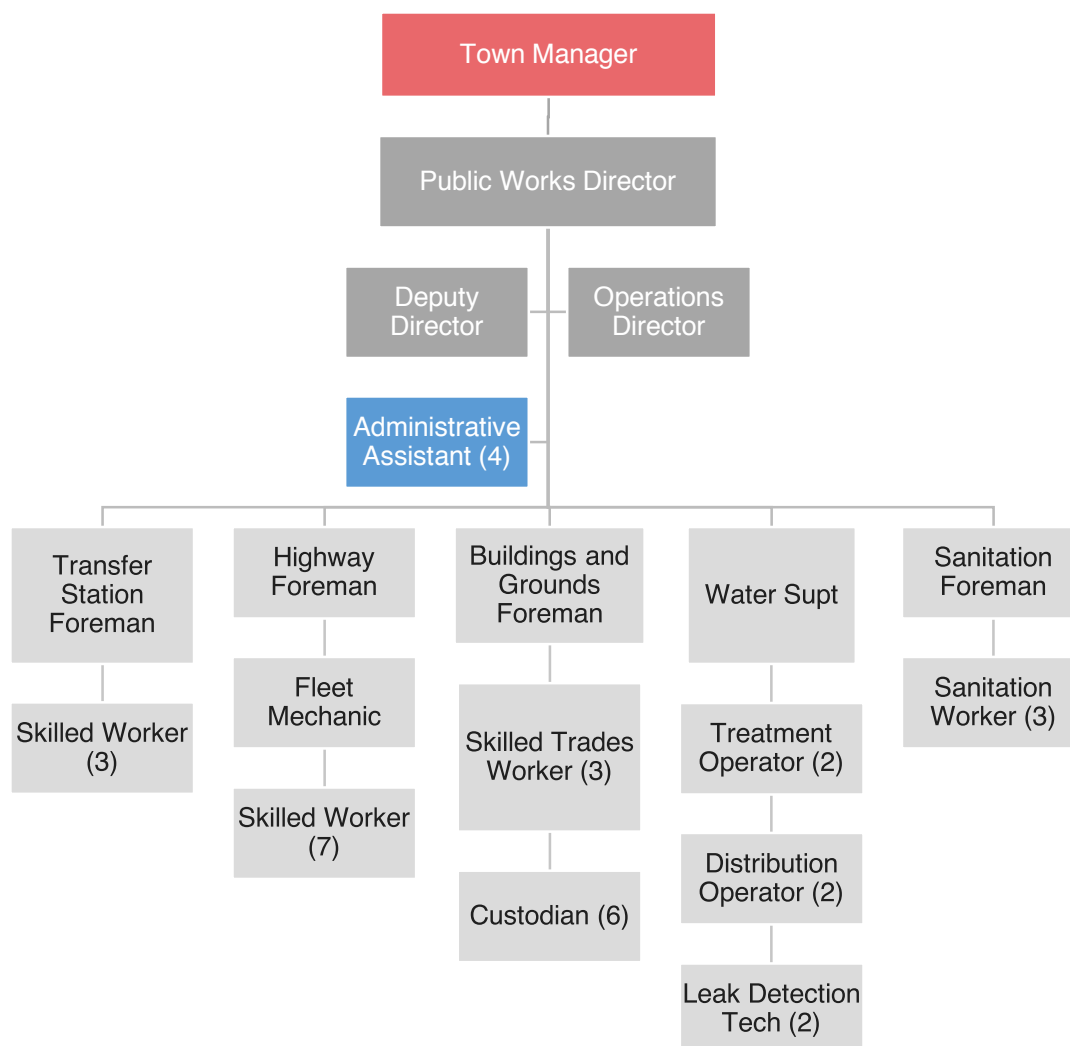 Town Manager
Public Works Director
Deputy
Director
Operations
Director
Administrative
Assistant (4)
Transfer
Station
Foreman
Skilled Worker
(3)
Highway
Foreman
Fleet
Mechanic
Skilled Worker
(7)
Buildings and
Grounds
Foreman
Skilled Trades
Worker (3)
Custodian (6)
Water Supt
Treatment
Operator (2)
Distribution
Operator (2)
Leak Detection
Tech (2)
Sanitation
Foreman
Sanitation
Worker (3)